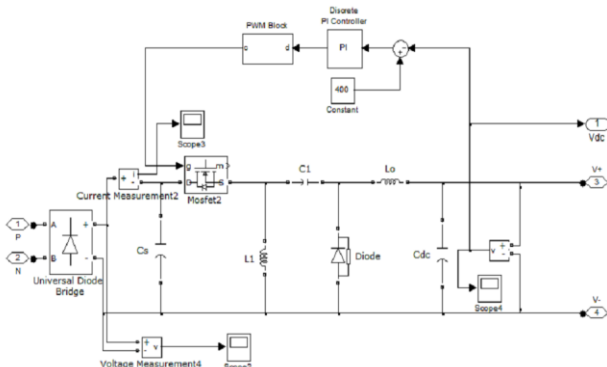 Discrete
PI Controller
PWM Block
o
d
PI
400
Constant
1
Vdc
Scope3
+
-
i
Current Measurement2
g
m
D
S
Mosfet2
C1
Lo
V+
3
1
P
2
N
A
B
+
-
Universal Diode
Bridge
Cs
L1
Diode
Cdc
+
-
v
Scope4
V-
4
+
-
v
Voltage Measurement4